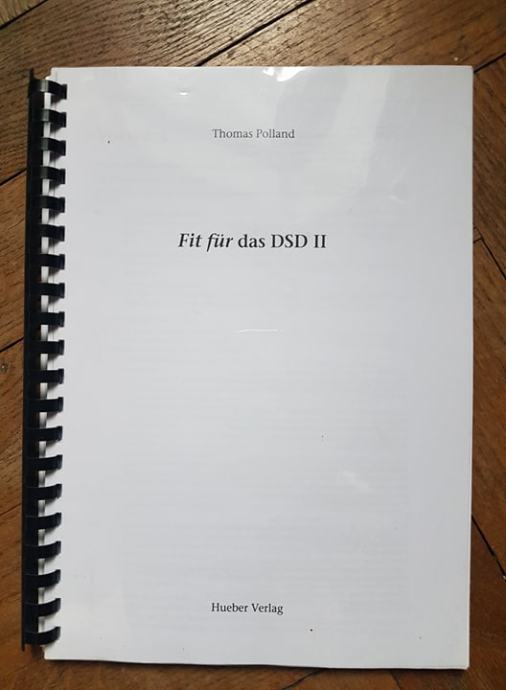 Thomas Polland
Fit für das DSD II
Hueber Verlag